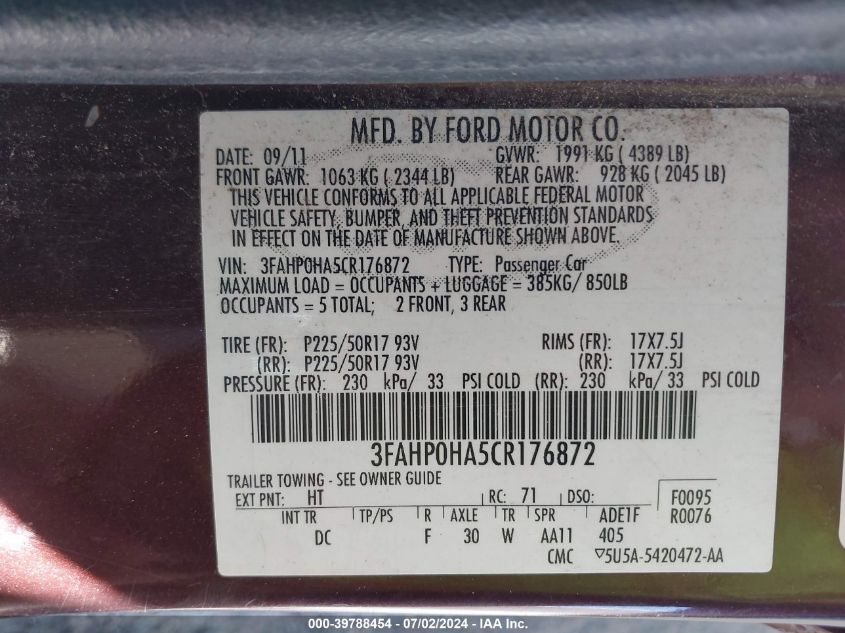 MFD. BY FORD MOTOR CO.
DATE: 09/11 GVWR: 1991 KG ( 4389 LB)
FRONT GAWR: 1063 KG ( 2344 LB) REAR GAWR: 928 KG ( 2045 LB)
THIS VEHICLE CONFORMS TO ALL APPLICABLE FEDERAL MOTOR
VEHICLE SAFETY, BUMPER, AND THEFT PREVENTION STANDARDS
IN EFFECT ON THE DATE OF MANUFACTURE SHOWN ABOVE.
VIN: 3FAHP0HA5CR176872 TYPE: Passenger Car
MAXIMUM LOAD = OCCUPANTS + LUGGAGE = 385KG/ 850LB
OCCUPANTS = 5 TOTAL; 2 FRONT, 3 REAR
TIRE (FR): P225/50R17 93V RIMS (FR): 17X7.5J
(RR): P225/50R17 93V (RR): 17X7.5J
PRESSURE (FR): 230 kPa/ 33 PSI COLD (RR): 230 kPa/ 33 PSI COLD
3FAHP0HA5CR176872
TRAILER TOWING - SEE OWNER GUIDE
EXT PNT: HT RC: 71 DSO: F0095
INT TR TP/PS R AXLE TR SPR ADE1F R0076
DC F 30 W AA11 405
CMC ▽5U5A-5420472-AA
000-39788454 / 07/02/2024 - IAAI.COM